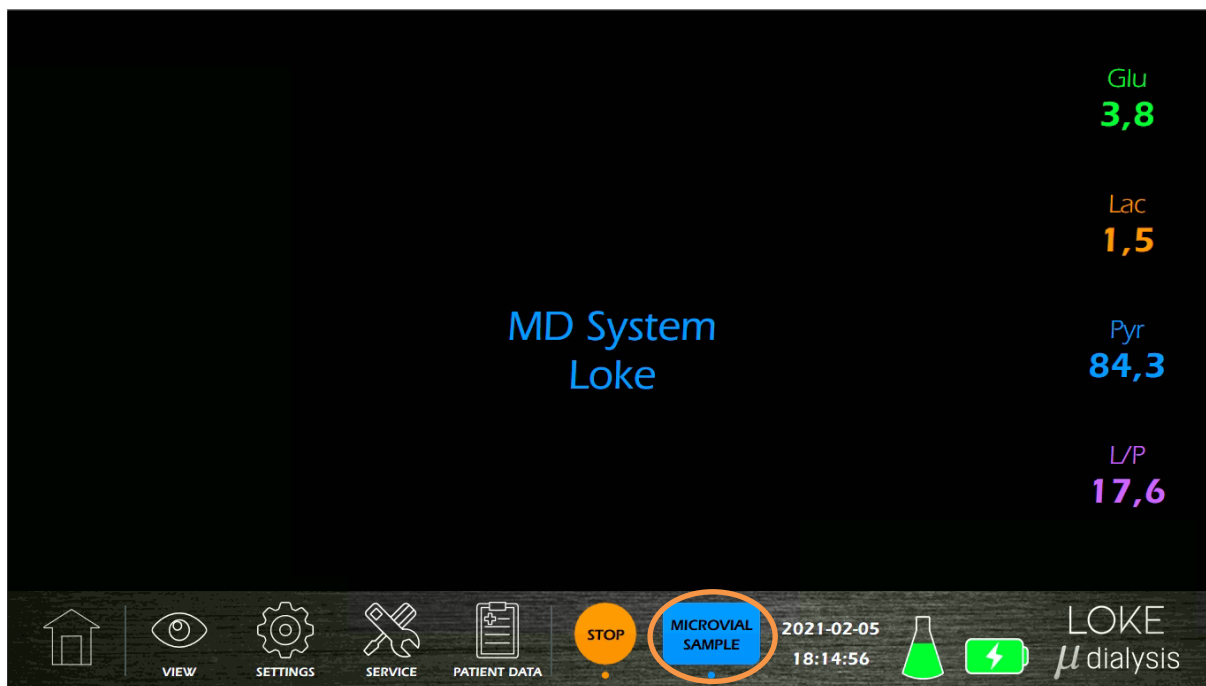 Glu
3,8
Lac
1,5
MD System
Loke
Pyr
84,3
L/P
17,6
VIEW
SETTINGS
SERVICE
PATIENT DATA
STOP
MICROVIAL
SAMPLE
2021-02-05
18:14:56
LOKE
μ dialysis